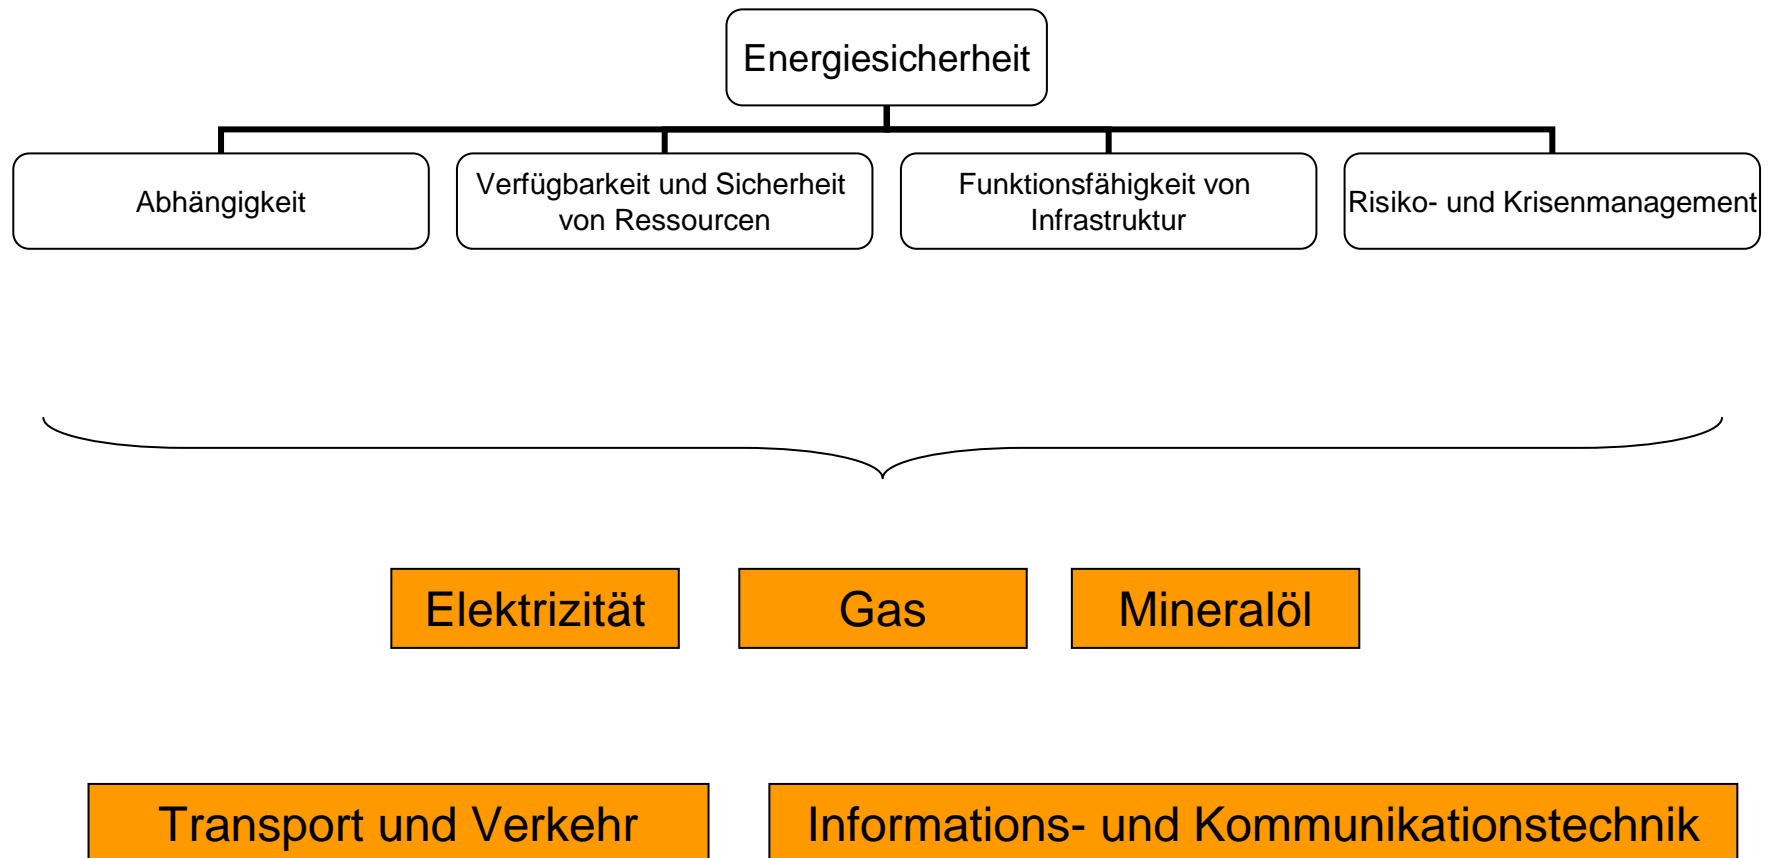 Energiesicherheit
Abhängigkeit
Verfügbarkeit und Sicherheit
von Ressourcen
Funktionsfähigkeit von
Infrastruktur
Risiko- und Krisenmanagement
Elektrizität
Gas
Mineralöl
Transport und Verkehr
Informations- und Kommunikationstechnik